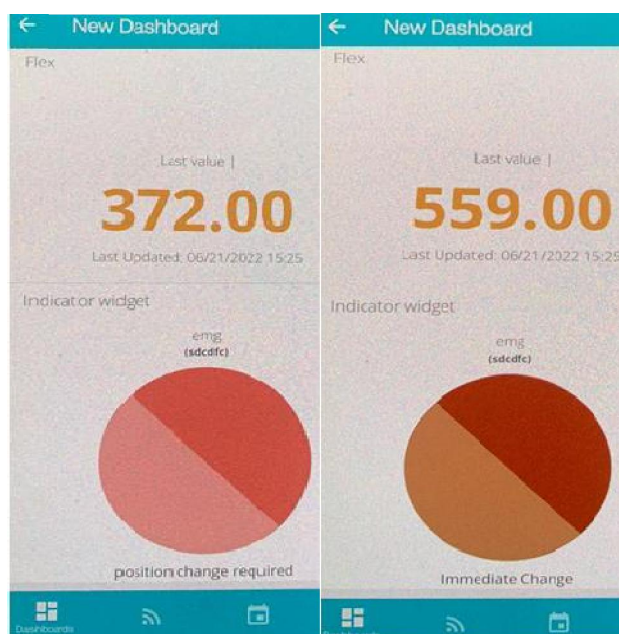 New Dashboard
Flex
Last value |
372.00
Last Updated: 06/21/2022 15:25
Indicator widget
emg
(sdcdfc)
position change required
Dashboards
New Dashboard
Flex
Last value |
559.00
Last Updated: 06/21/2022 15:25
Indicator widget
emg
(sdcdfc)
Immediate Change